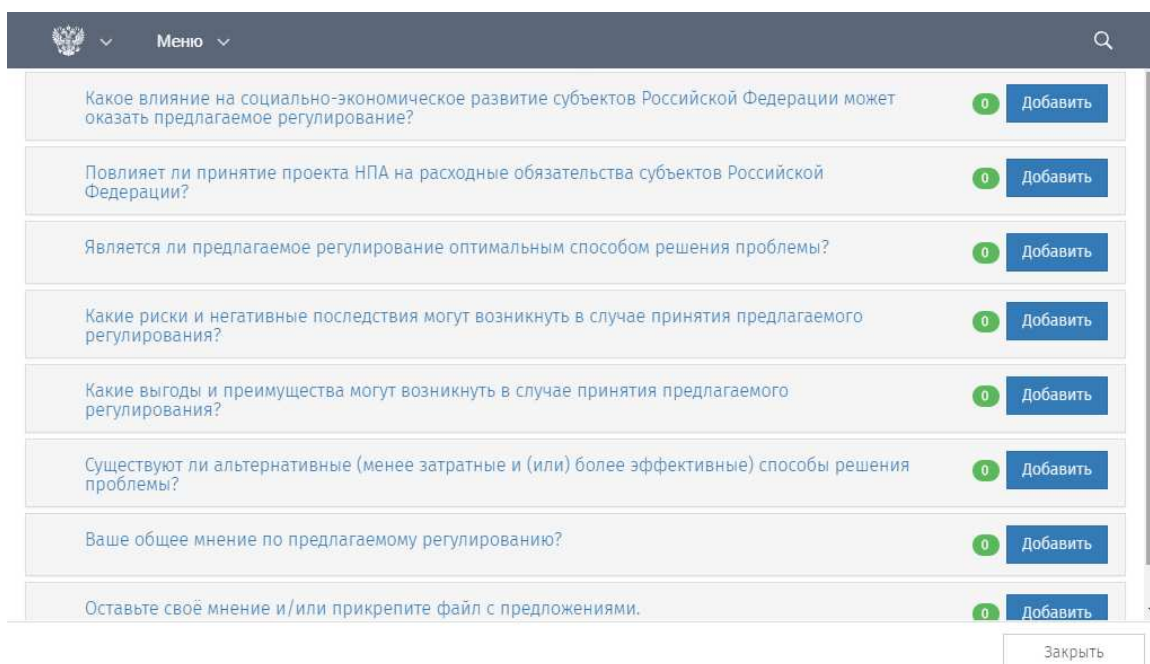 Меню
Какое влияние на социально-экономическое развитие субъектов Российской Федерации может
оказать предлагаемое регулирование?
0 Добавить
Повлияет ли принятие проекта НПА на расходные обязательства субъектов Российской
Федерации?
0 Добавить
Является ли предлагаемое регулирование оптимальным способом решения проблемы?
0 Добавить
Какие риски и негативные последствия могут возникнуть в случае принятия предлагаемого
регулирования?
0 Добавить
Какие выгоды и преимущества могут возникнуть в случае принятия предлагаемого
регулирования?
0 Добавить
Существуют ли альтернативные (менее затратные и (или) более эффективные) способы решения
проблемы?
0 Добавить
Ваше общее мнение по предлагаемому регулированию?
0 Добавить
Оставьте своё мнение и/или прикрепите файл с предложениями.
0 Добавить
Закрыть